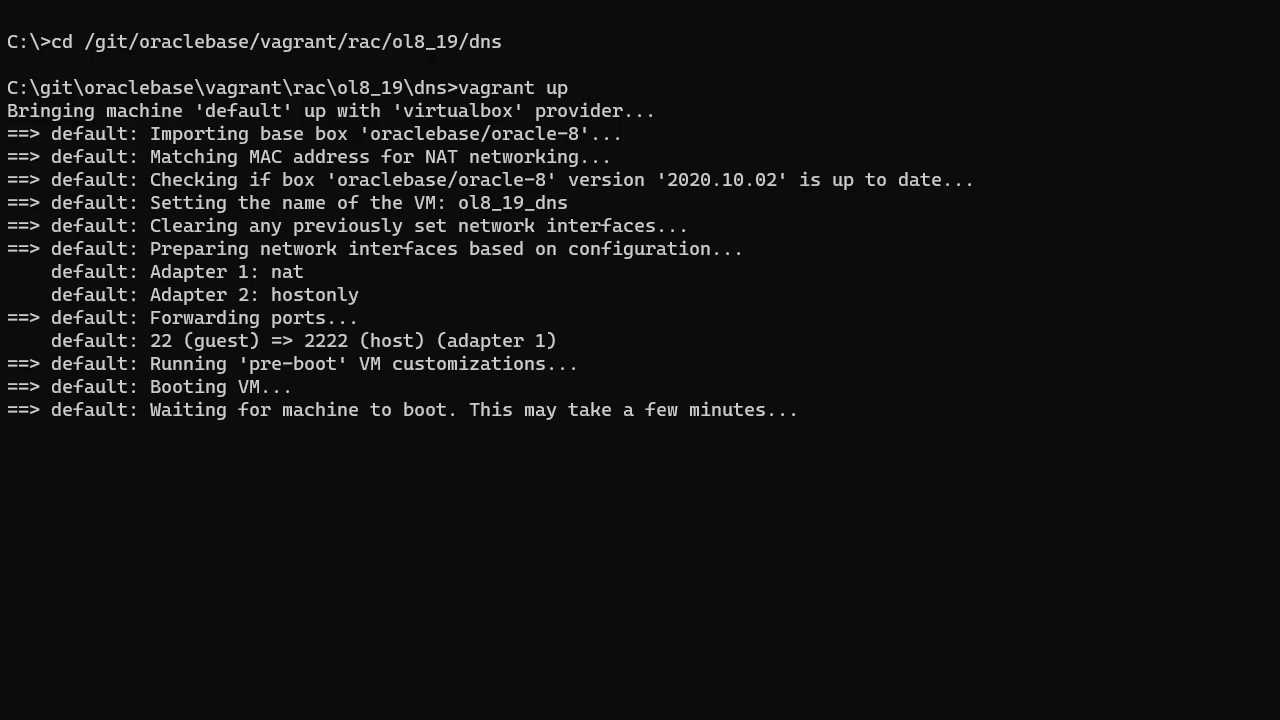 C:\>cd /git/oraclebase/vagrant/rac/ol8_19/dns
C:\git\oraclebase\vagrant\rac\ol8_19\dns>vagrant up
Bringing machine 'default' up with 'virtualbox' provider...
==> default: Importing base box 'oraclebase/oracle-8'...
==> default: Matching MAC address for NAT networking...
==> default: Checking if box 'oraclebase/oracle-8' version '2020.10.02' is up to date...
==> default: Setting the name of the VM: ol8_19_dns
==> default: Clearing any previously set network interfaces...
==> default: Preparing network interfaces based on configuration...
    default: Adapter 1: nat
    default: Adapter 2: hostonly
==> default: Forwarding ports...
    default: 22 (guest) => 2222 (host) (adapter 1)
==> default: Running 'pre-boot' VM customizations...
==> default: Booting VM...
==> default: Waiting for machine to boot. This may take a few minutes...